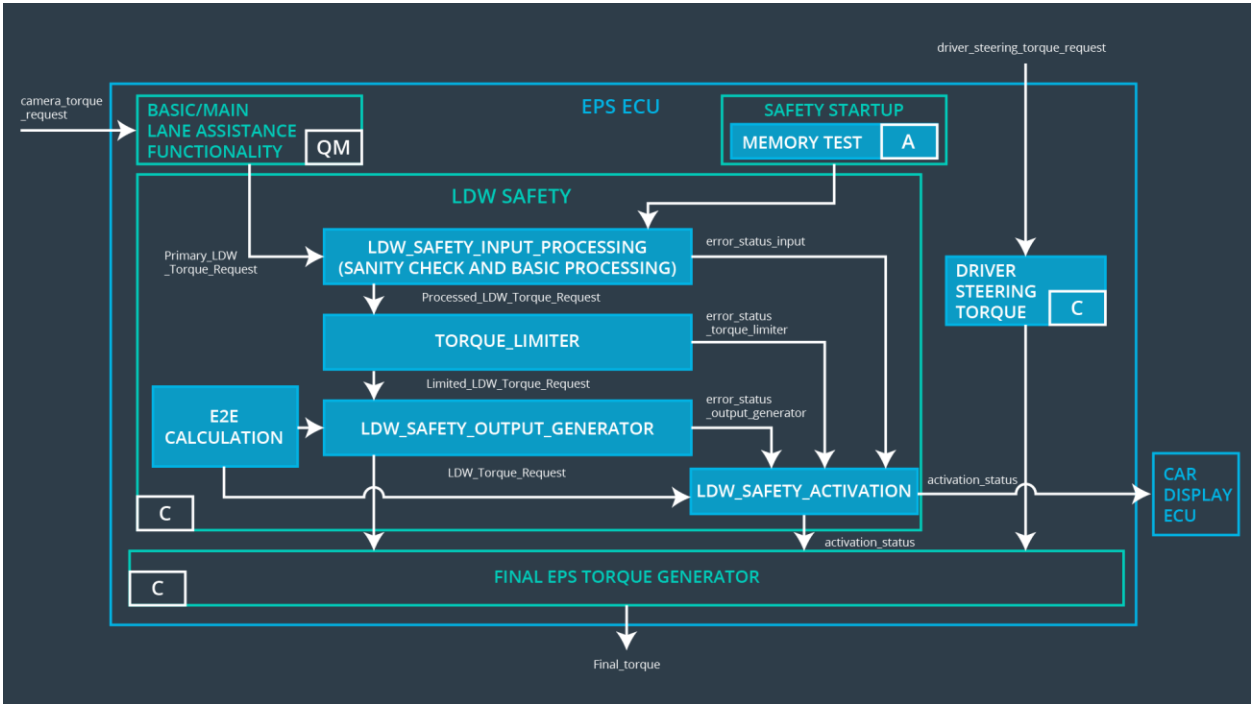 driver_steering_torque_request
camera_torque
_request
BASIC/MAIN
LANE ASSISTANCE
FUNCTIONALITY
QM
EPS ECU
SAFETY STARTUP
MEMORY TEST
A
LDW SAFETY
Primary_LDW
_Torque_Request
LDW_SAFETY_INPUT_PROCESSING
(SANITY CHECK AND BASIC PROCESSING)
error_status_input
DRIVER
STEERING
TORQUE
C
Processed_LDW_Torque_Request
TORQUE_LIMITER
error_status
_torque_limiter
Limited_LDW_Torque_Request
E2E
CALCULATION
LDW_SAFETY_OUTPUT_GENERATOR
error_status
_output_generator
LDW_Torque_Request
LDW_SAFETY_ACTIVATION
activation_status
CAR
DISPLAY
ECU
C
activation_status
C
FINAL EPS TORQUE GENERATOR
Final_torque